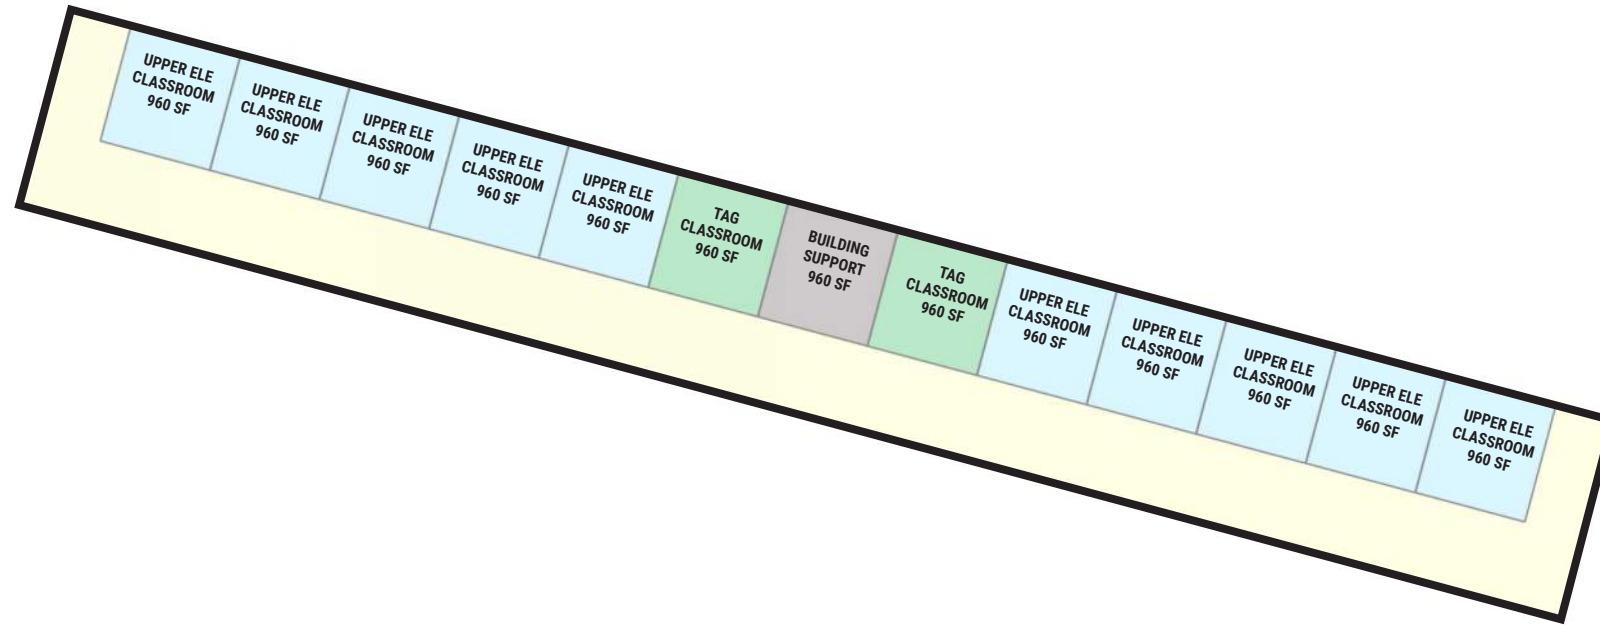 UPPER ELE
CLASSROOM
960 SF
UPPER ELE
CLASSROOM
960 SF
UPPER ELE
CLASSROOM
960 SF
UPPER ELE
CLASSROOM
960 SF
UPPER ELE
CLASSROOM
960 SF
TAG
CLASSROOM
960 SF
BUILDING
SUPPORT
960 SF
TAG
CLASSROOM
960 SF
UPPER ELE
CLASSROOM
960 SF
UPPER ELE
CLASSROOM
960 SF
UPPER ELE
CLASSROOM
960 SF
UPPER ELE
CLASSROOM
960 SF
UPPER ELE
CLASSROOM
960 SF